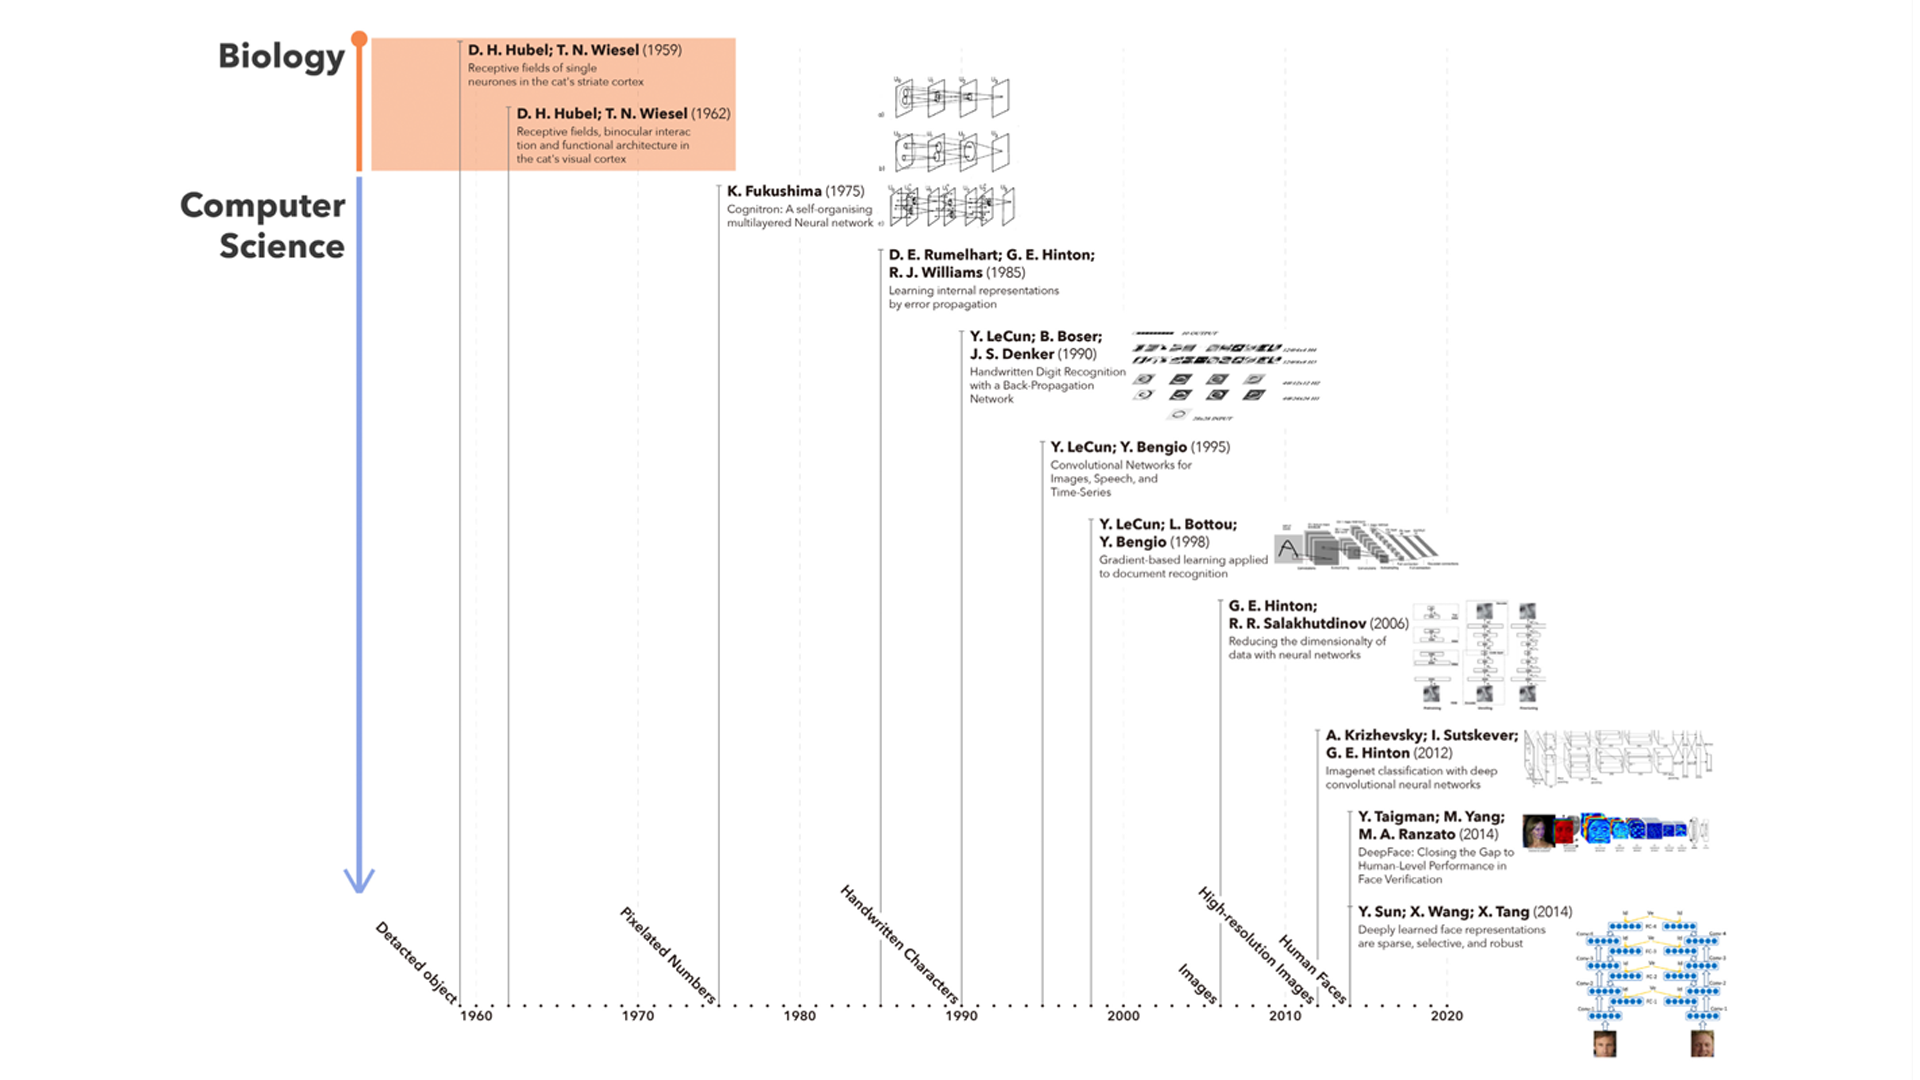 Biology
D. H. Hubel; T. N. Wiesel (1959)
Receptive fields of single
neurones in the cat's striate cortex
D. H. Hubel; T. N. Wiesel (1962)
Receptive fields, binocular interac
tion and functional architecture in
the cat's visual cortex
Computer
Science
K. Fukushima (1975)
Cognitron: A self-organising
multilayered Neural network
D. E. Rumelhart; G. E. Hinton;
R. J. Williams (1985)
Learning internal representations
by error propagation
Y. LeCun; B. Boser;
J. S. Denker (1990)
Handwritten Digit Recognition
with a Back-Propagation
Network
10 OUTPUT
28x28 INPUT
Y. LeCun; Y. Bengio (1995)
Convolutional Networks for
Images, Speech, and
Time-Series
Y. LeCun; L. Bottou;
Y. Bengio (1998)
Gradient-based learning applied
to document recognition
A
G. E. Hinton;
R. R. Salakhutdinov (2006)
Reducing the dimensionalty of
data with neural networks
A. Krizhevsky; I. Sutskever;
G. E. Hinton (2012)
Imagenet classification with deep
convolutional neural networks
Y. Taigman; M. Yang;
M. A. Ranzato (2014)
DeepFace: Closing the Gap to
Human-Level Performance in
Face Verification
Y. Sun; X. Wang; X. Tang (2014)
Deeply learned face representations
are sparse, selective, and robust
Detacted object
Pixelated Numbers
Handwritten Characters
Images
High-resolution Images
Human Faces
1960
1970
1980
1990
2000
2010
2020